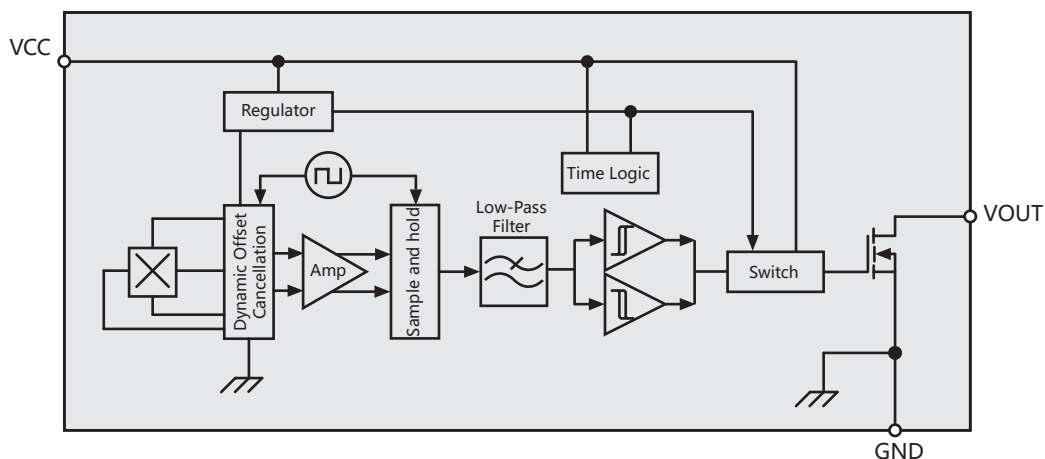 VCC
Regulator
Time Logic
Low-Pass
Filter
VOUT
Dynamic Offset
Cancellation
Amp
Sample and hold
Switch
GND